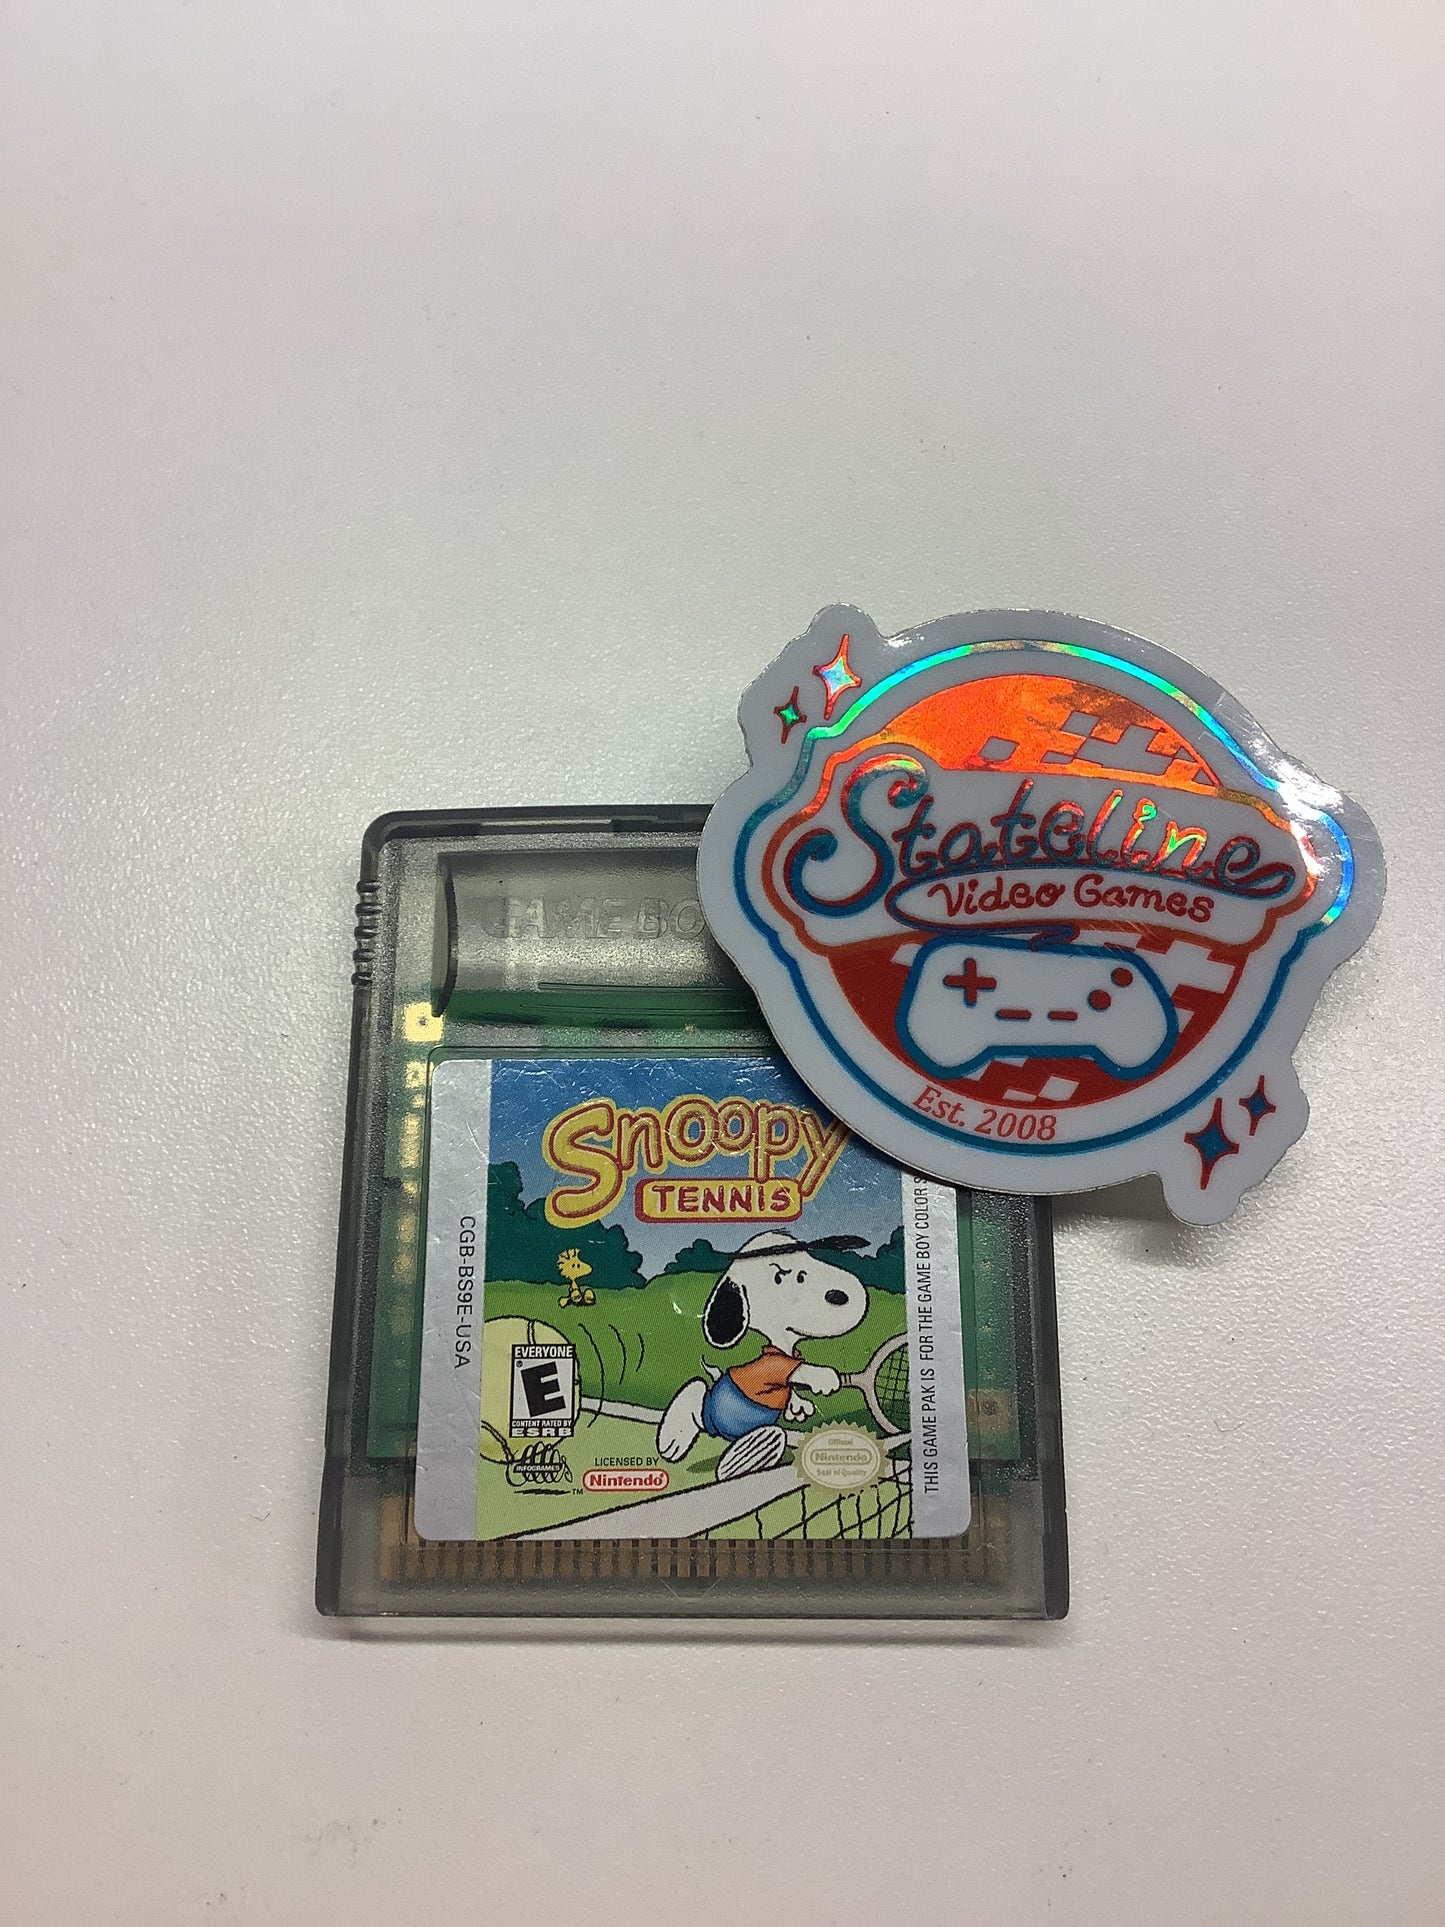 Stateline
Video Games
Est. 2008
GAME BO
Snoopy
TENNIS
CGB-BS9E-USA
THIS GAME PAK IS FOR THE GAME BOY COLOR
EVERYONE
E
CONTENT RATED BY
ESRB
INFOGRAMES
TM
LICENSED BY
Nintendo
Official
Nintendo
Seal of Quality